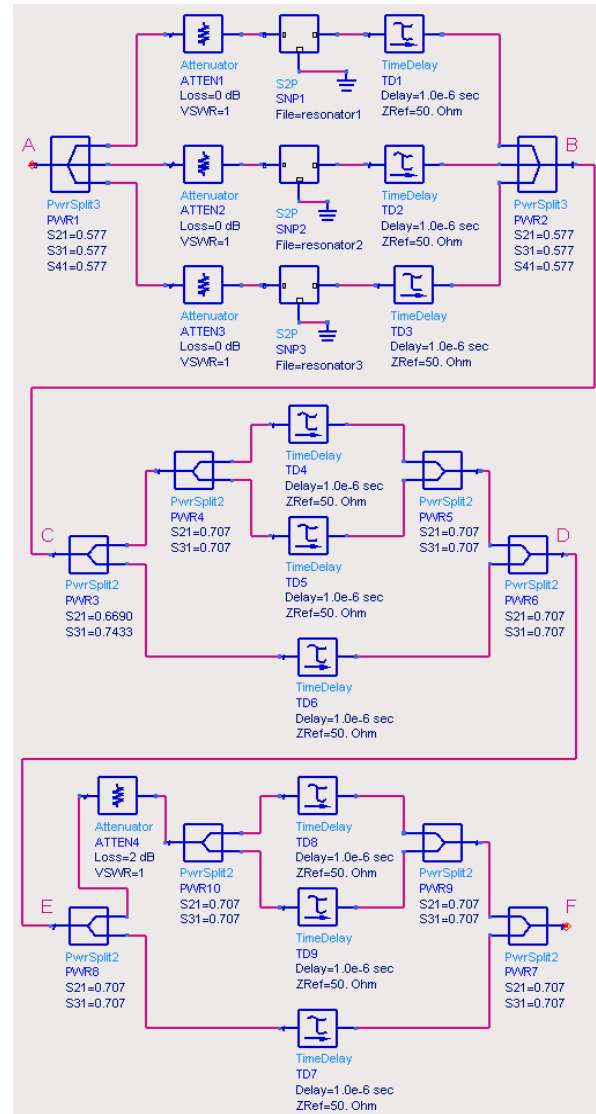 Attenuator
ATTEN1
Loss=0 dB
VSWR=1
S2P
SNP1
File=resonator1
TimeDelay
TD1
Delay=1.0e-6 sec
ZRef=50. Ohm
A
B
PwrSplit3
PWR1
S21=0.577
S31=0.577
S41=0.577
Attenuator
ATTEN2
Loss=0 dB
VSWR=1
S2P
SNP2
File=resonator2
TimeDelay
TD2
Delay=1.0e-6 sec
ZRef=50. Ohm
PwrSplit3
PWR2
S21=0.577
S31=0.577
S41=0.577
Attenuator
ATTEN3
Loss=0 dB
VSWR=1
S2P
SNP3
File=resonator3
TimeDelay
TD3
Delay=1.0e-6 sec
ZRef=50. Ohm
TimeDelay
TD4
Delay=1.0e-6 sec
ZRef=50. Ohm
PwrSplit2
PWR4
S21=0.707
S31=0.707
PwrSplit2
PWR5
S21=0.707
S31=0.707
C
D
TimeDelay
TD5
Delay=1.0e-6 sec
ZRef=50. Ohm
PwrSplit2
PWR3
S21=0.6690
S31=0.7433
PwrSplit2
PWR6
S21=0.707
S31=0.707
TimeDelay
TD6
Delay=1.0e-6 sec
ZRef=50. Ohm
Attenuator
ATTEN4
Loss=2 dB
VSWR=1
TimeDelay
TD8
Delay=1.0e-6 sec
ZRef=50. Ohm
PwrSplit2
PWR10
S21=0.707
S31=0.707
PwrSplit2
PWR9
S21=0.707
S31=0.707
E
F
TimeDelay
TD9
Delay=1.0e-6 sec
ZRef=50. Ohm
PwrSplit2
PWR8
S21=0.707
S31=0.707
PwrSplit2
PWR7
S21=0.707
S31=0.707
TimeDelay
TD7
Delay=1.0e-6 sec
ZRef=50. Ohm